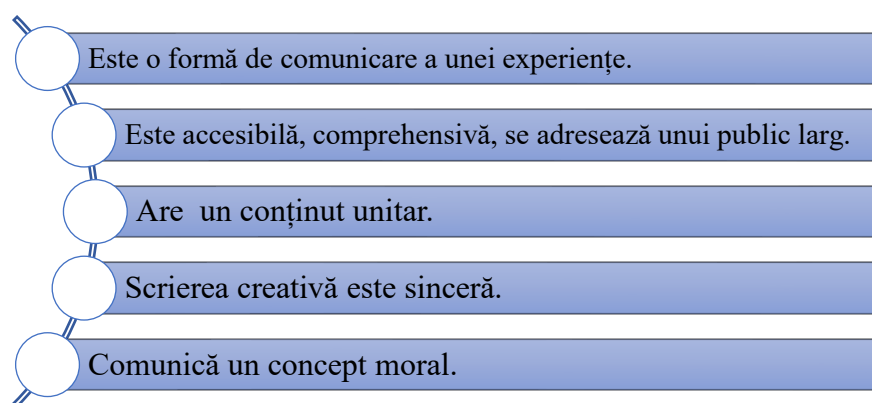 Este o formă de comunicare a unei experiențe.
Este accesibilă, comprehensivă, se adresează unui public larg.
Are un conținut unitar.
Scrierea creativă este sinceră.
Comunică un concept moral.